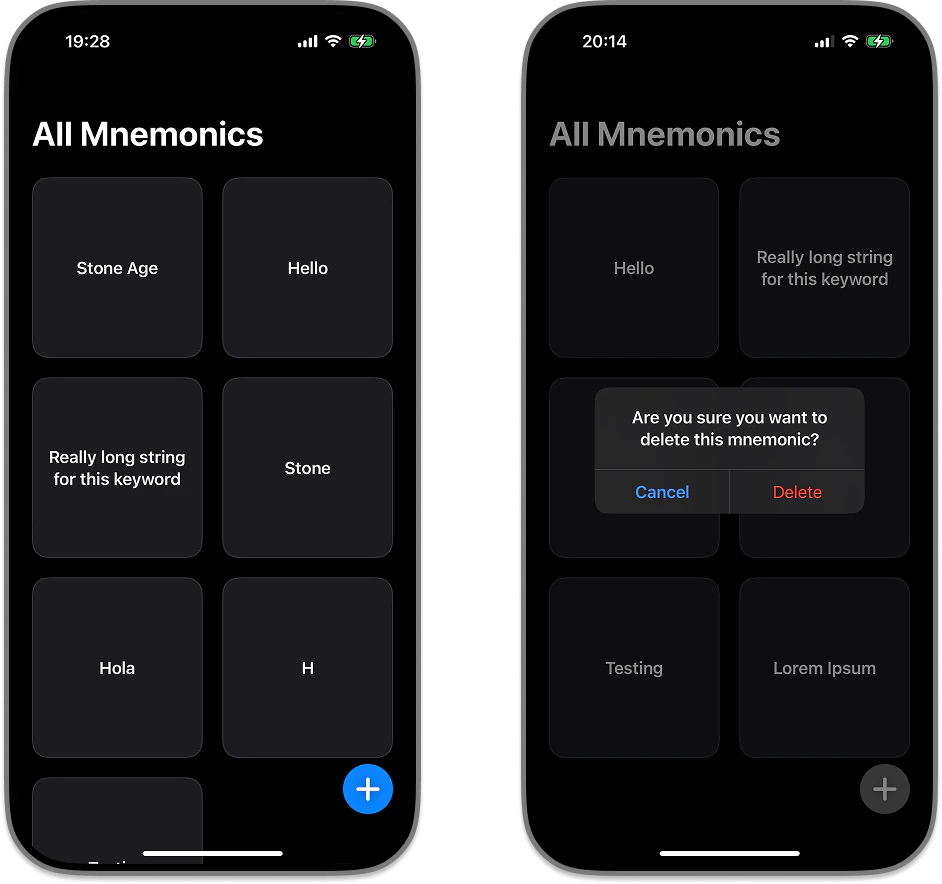 19:28
All Mnemonics
Stone Age
Hello
Really long string
for this keyword
Stone
Hola
H
20:14
All Mnemonics
Hello
Really long string
for this keyword
Are you sure you want to
delete this mnemonic?
Cancel
Delete
Testing
Lorem Ipsum